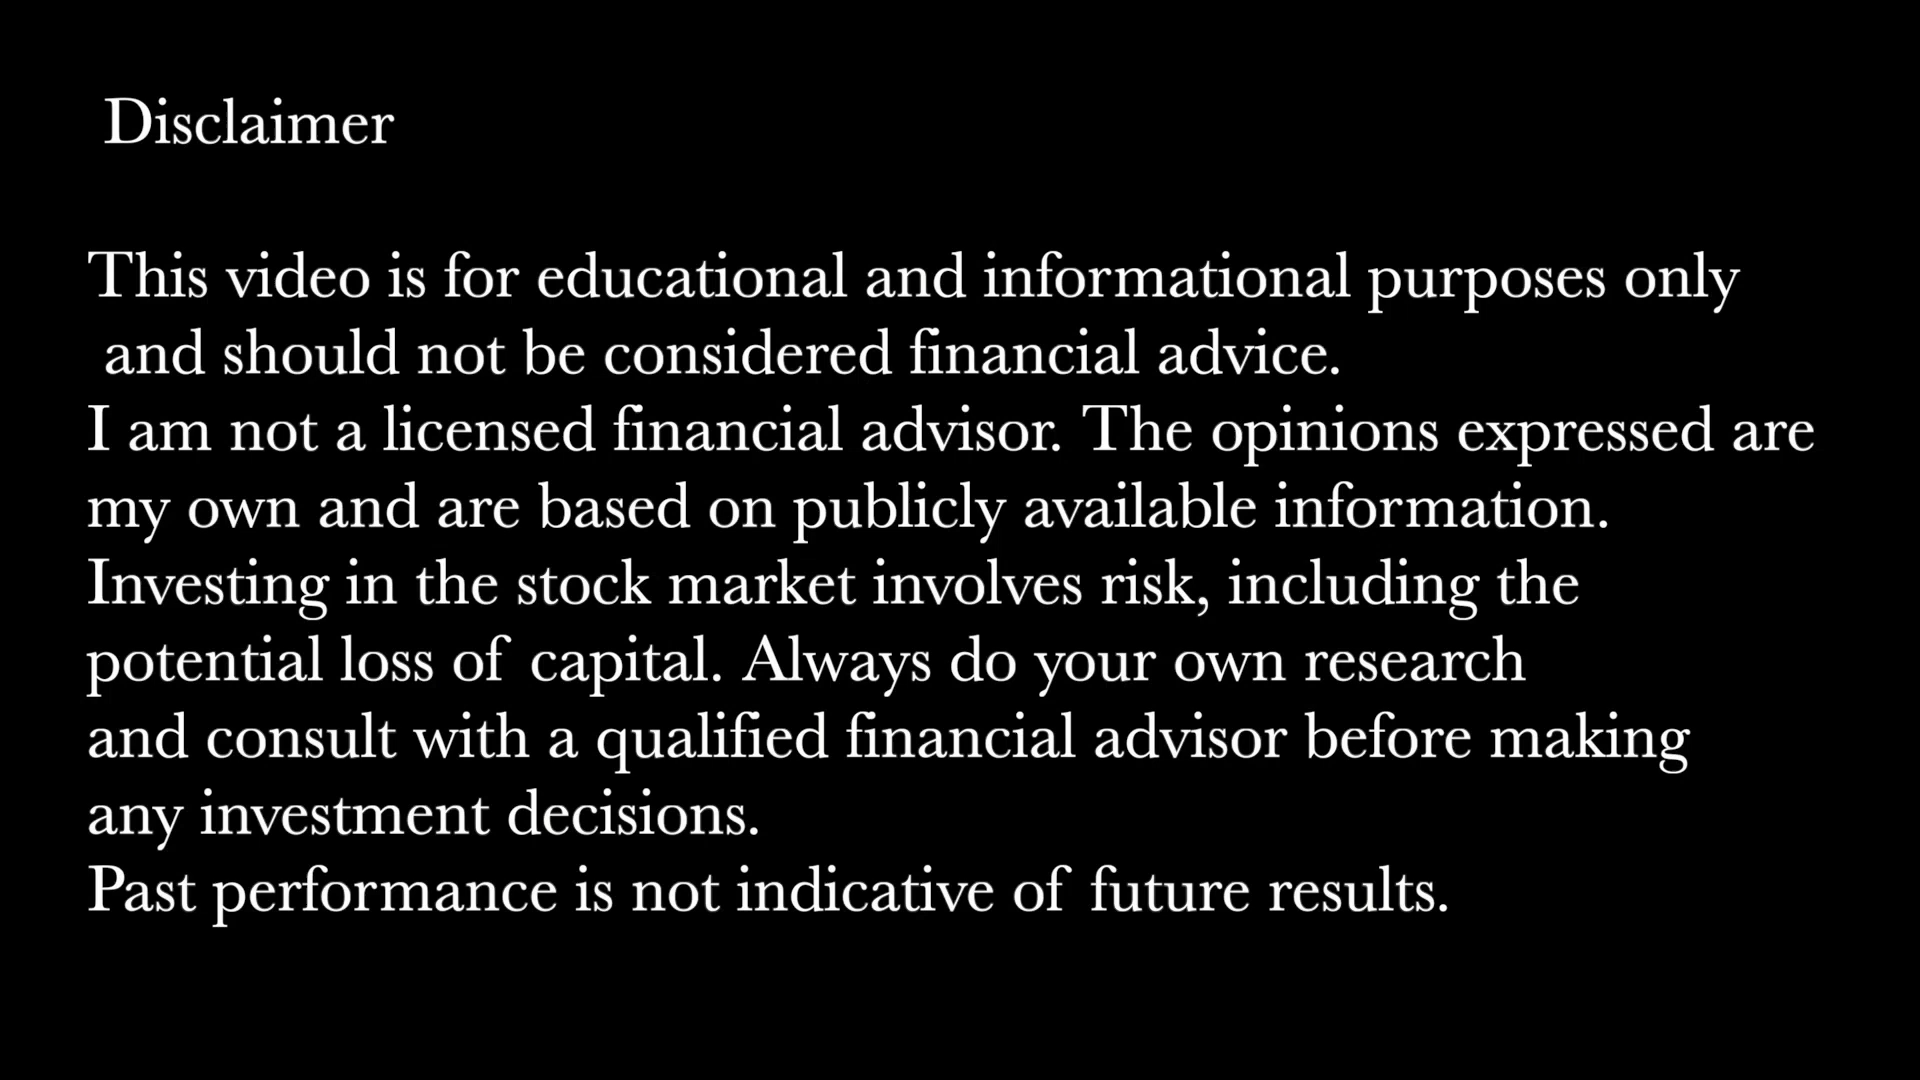 Disclaimer
This video is for educational and informational purposes only
and should not be considered financial advice.
I am not a licensed financial advisor. The opinions expressed are
my own and are based on publicly available information.
Investing in the stock market involves risk, including the
potential loss of capital. Always do your own research
and consult with a qualified financial advisor before making
any investment decisions.
Past performance is not indicative of future results.